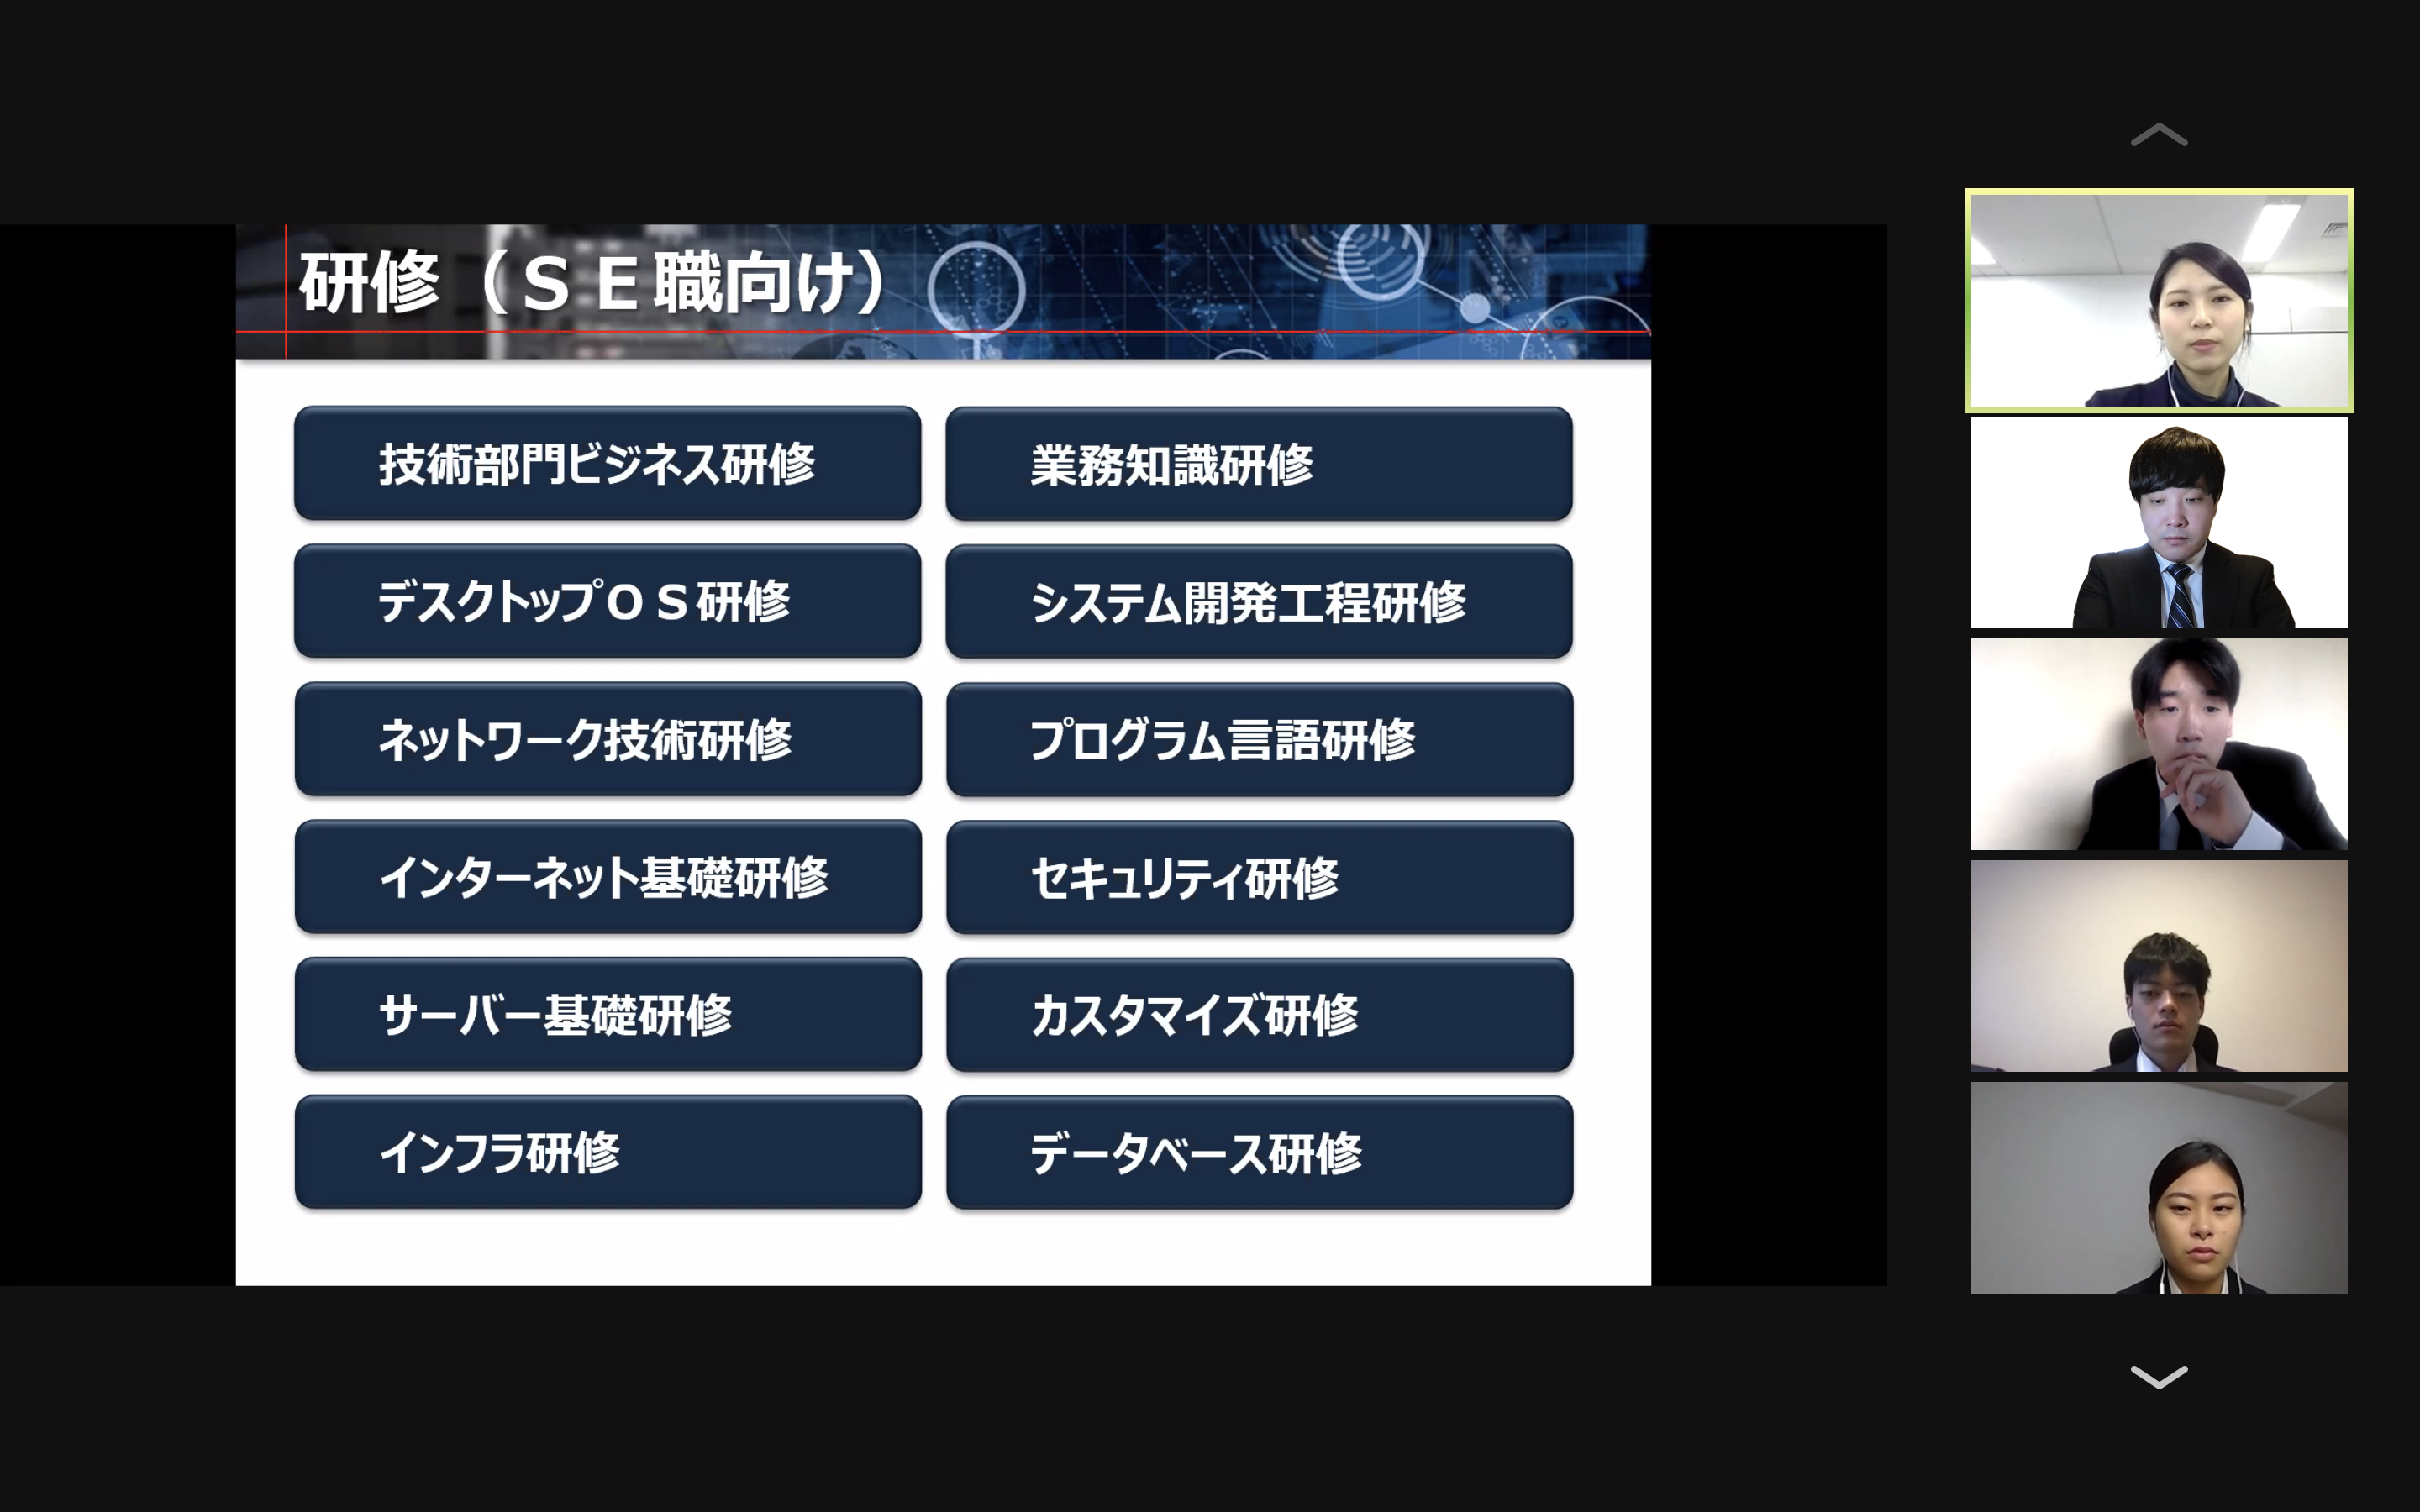 研修（ＳＥ職向け）
技術部門ビジネス研修
業務知識研修
デスクトップＯＳ研修
システム開発工程研修
ネットワーク技術研修
プログラム言語研修
インターネット基礎研修
セキュリティ研修
サーバー基礎研修
カスタマイズ研修
インフラ研修
データベース研修